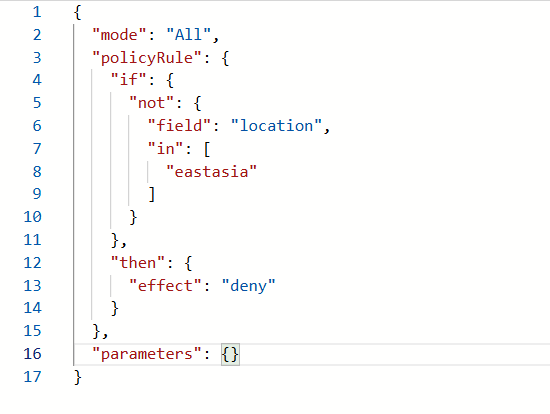 1 {
2   "mode": "All",
3   "policyRule": {
4     "if": {
5       "not": {
6         "field": "location",
7         "in": [
8           "eastasia"
9         ]
10       }
11     },
12     "then": {
13       "effect": "deny"
14     }
15   },
16   "parameters": {}
17 }